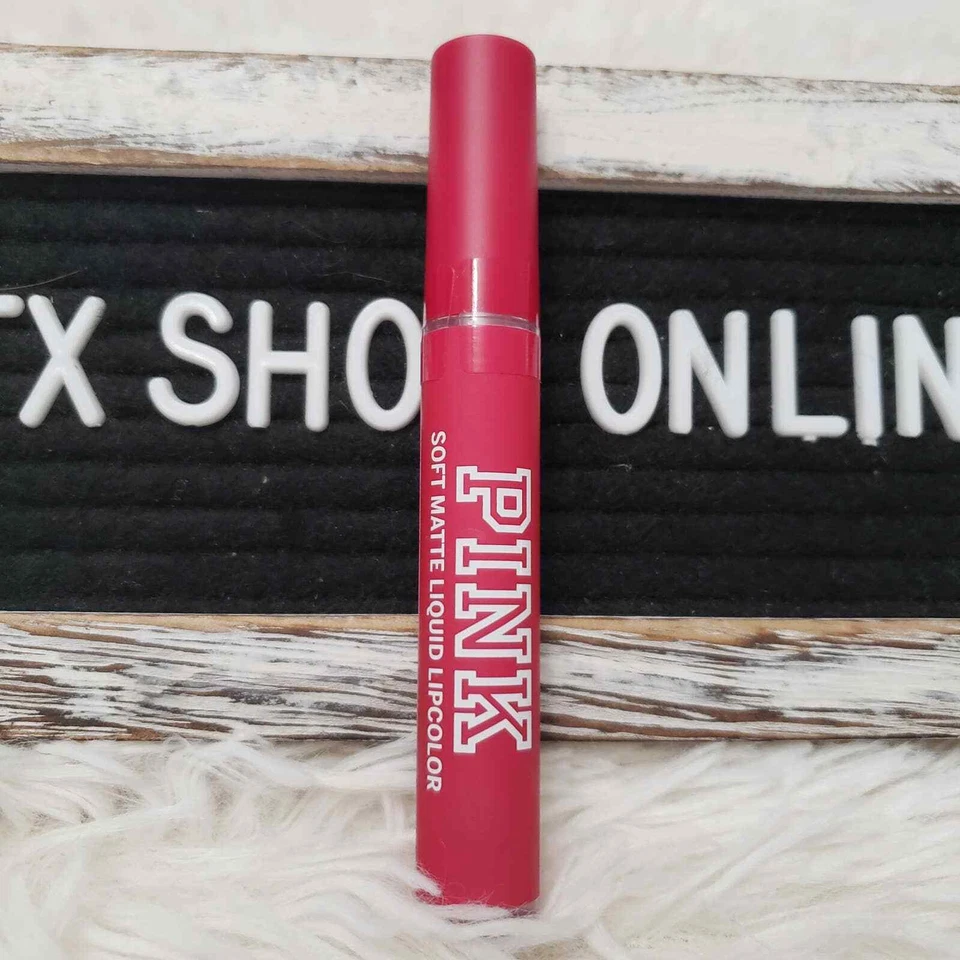 TX SHO ONLIN
PINK
SOFT MATTE LIQUID LIPCOLOR